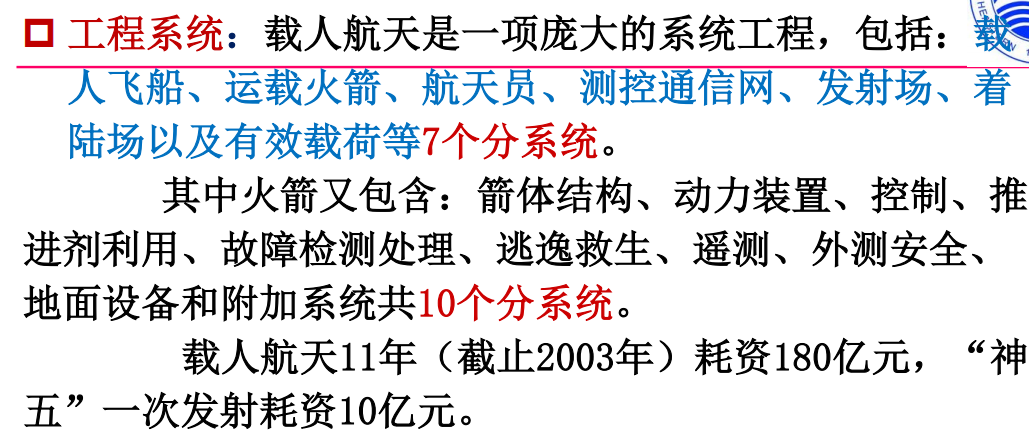 工程系统：载人航天是一项庞大的系统工程，包括：载
人飞船、运载火箭、航天员、测控通信网、发射场、着
陆场以及有效载荷等7个分系统。
其中火箭又包含：箭体结构、动力装置、控制、推
进剂利用、故障检测处理、逃逸救生、遥测、外测安全、
地面设备和附加系统共10个分系统。
载人航天11年（截止2003年）耗资180亿元，“神
五”一次发射耗资10亿元。